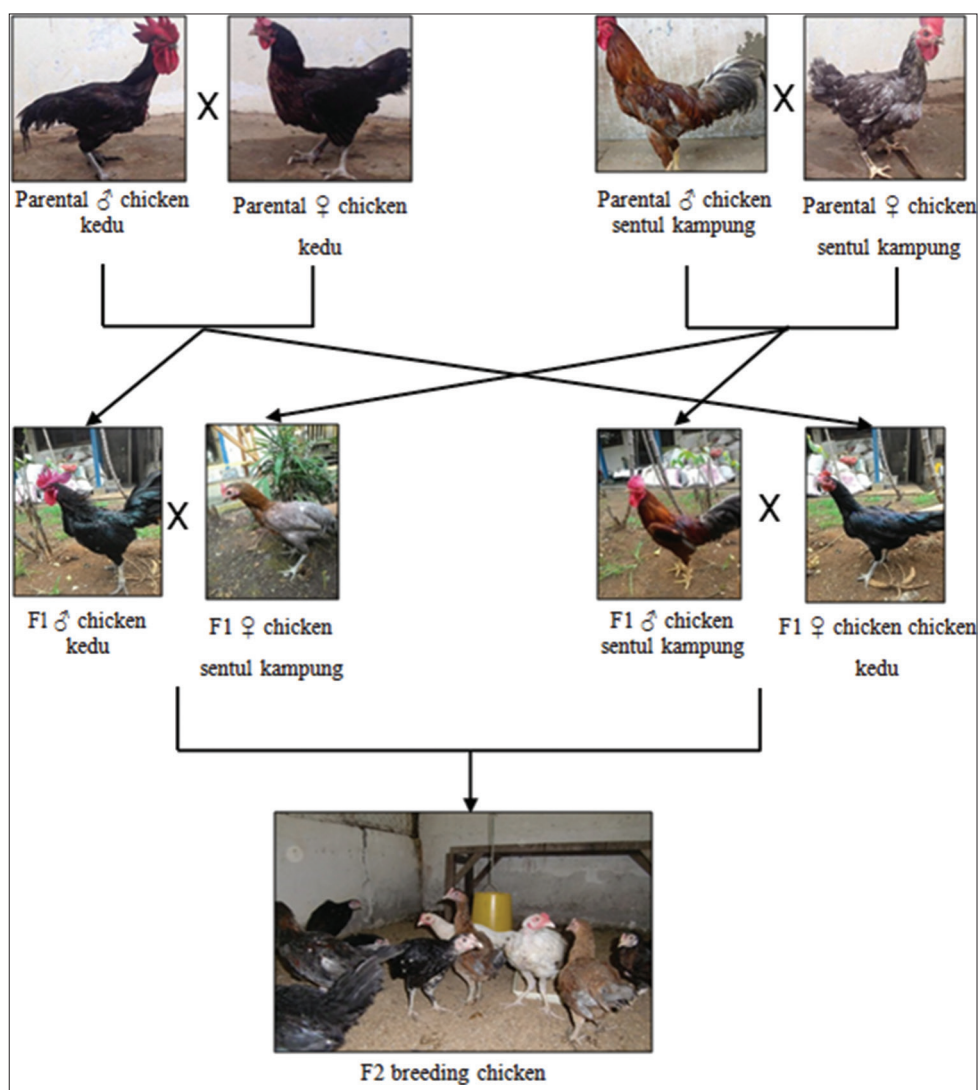 X
X
Parental ♂ chicken
kedu
Parental ♀ chicken
kedu
Parental ♂ chicken
sentul kampung
Parental ♀ chicken
sentul kampung
X
X
F1 ♂ chicken
kedu
F1 ♀ chicken
sentul kampung
F1 ♂ chicken
sentul kampung
F1 ♀ chicken chicken
kedu
F2 breeding chicken